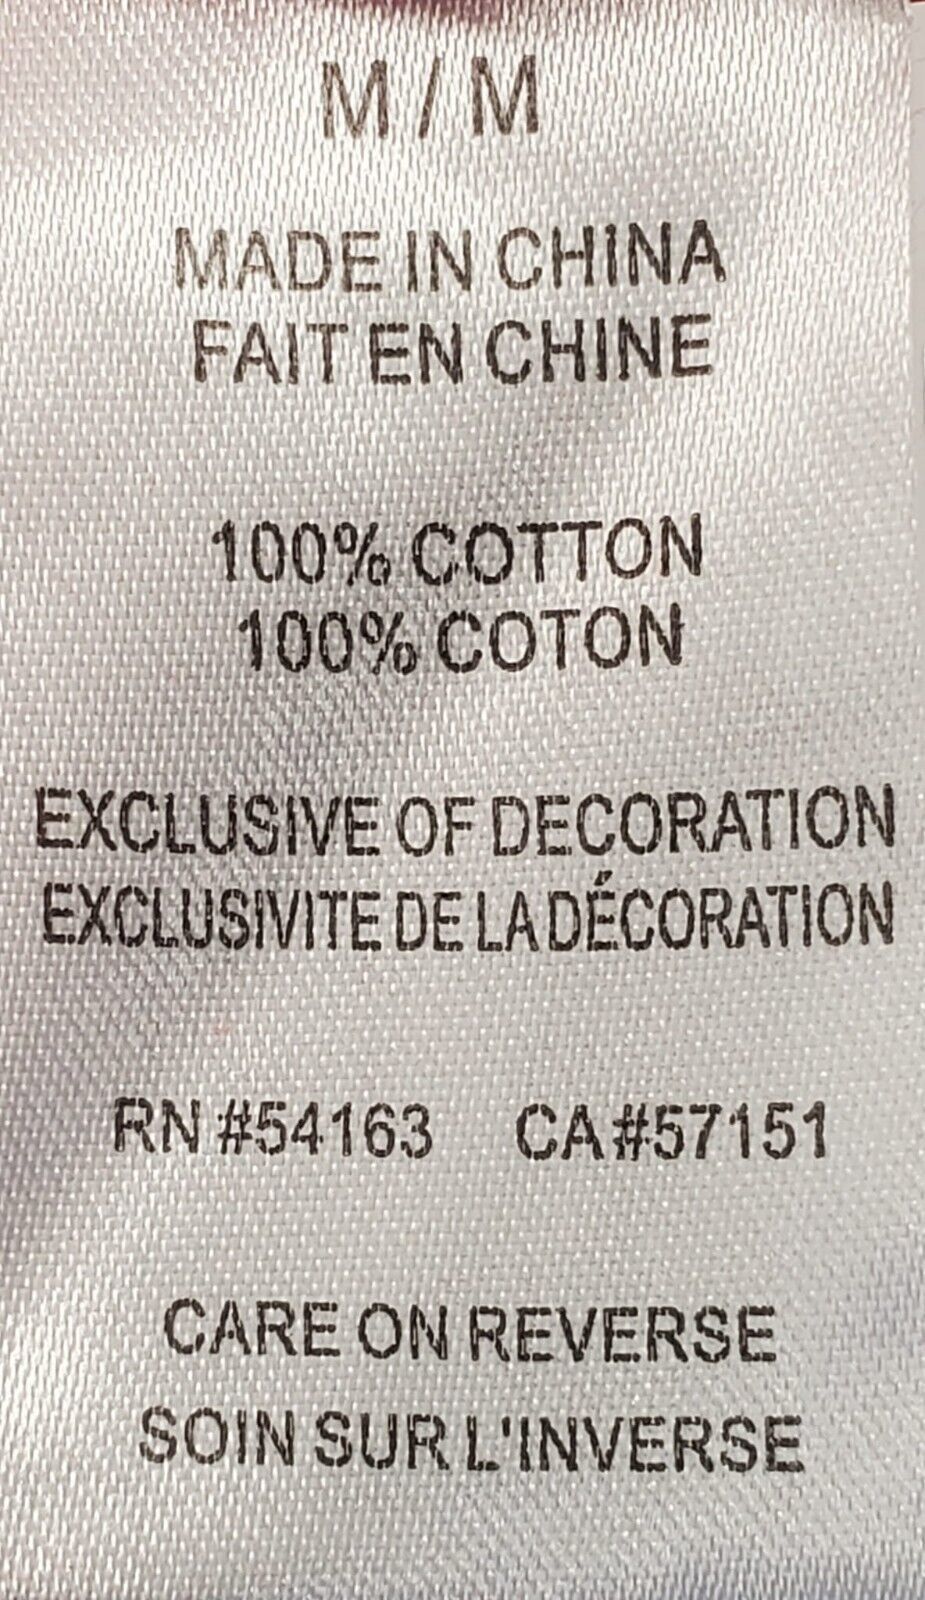 M / M
MADE IN CHINA
FAIT EN CHINE
100% COTTON
100% COTON
EXCLUSIVE OF DECORATION
EXCLUSIVITE DE LA DÉCORATION
RN #54163 CA #57151
CARE ON REVERSE
SOIN SUR L'INVERSE